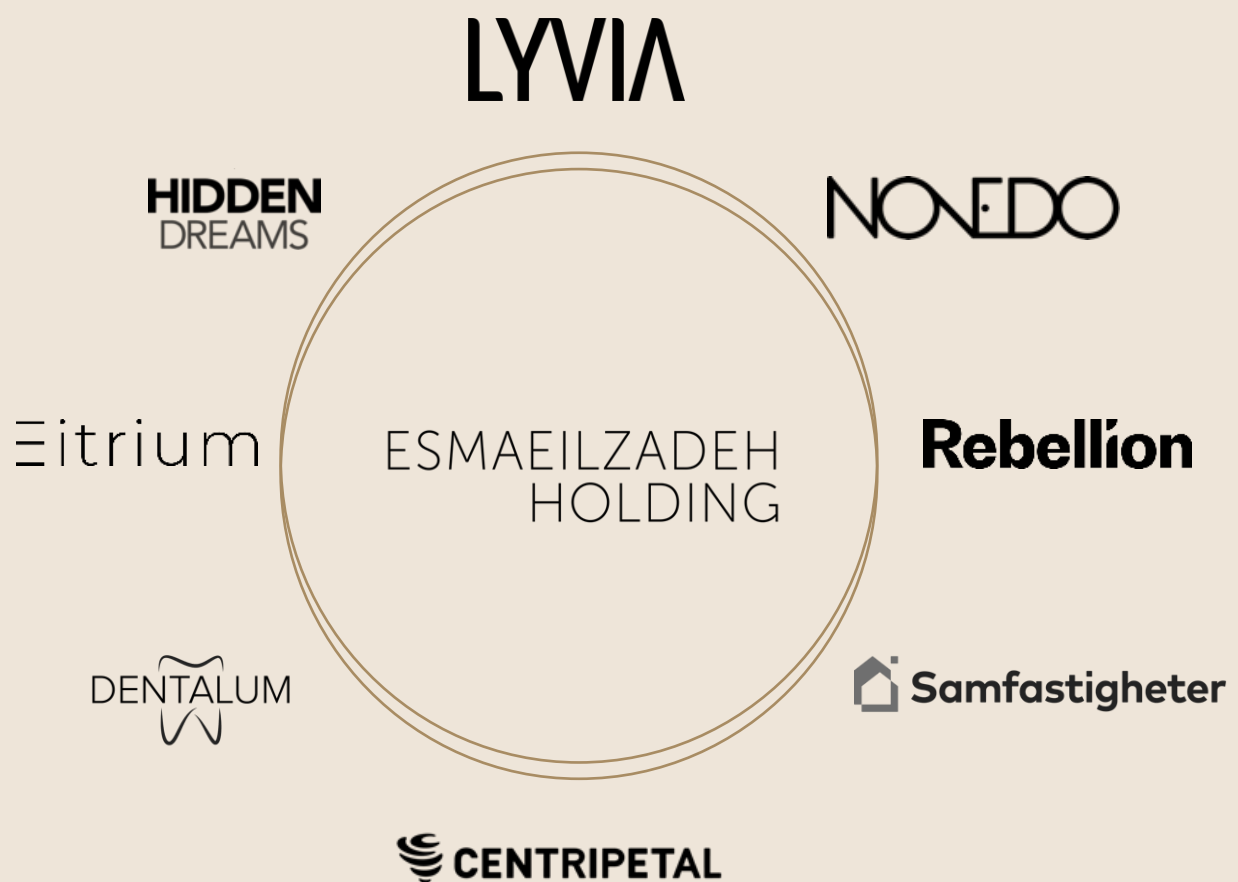 LYVIA
HIDDEN
DREAMS
NOVEDO
Eitrium
ESMAEILZADEH
HOLDING
Rebellion
DENTALUM
Samfastigheter
CENTRIPETAL